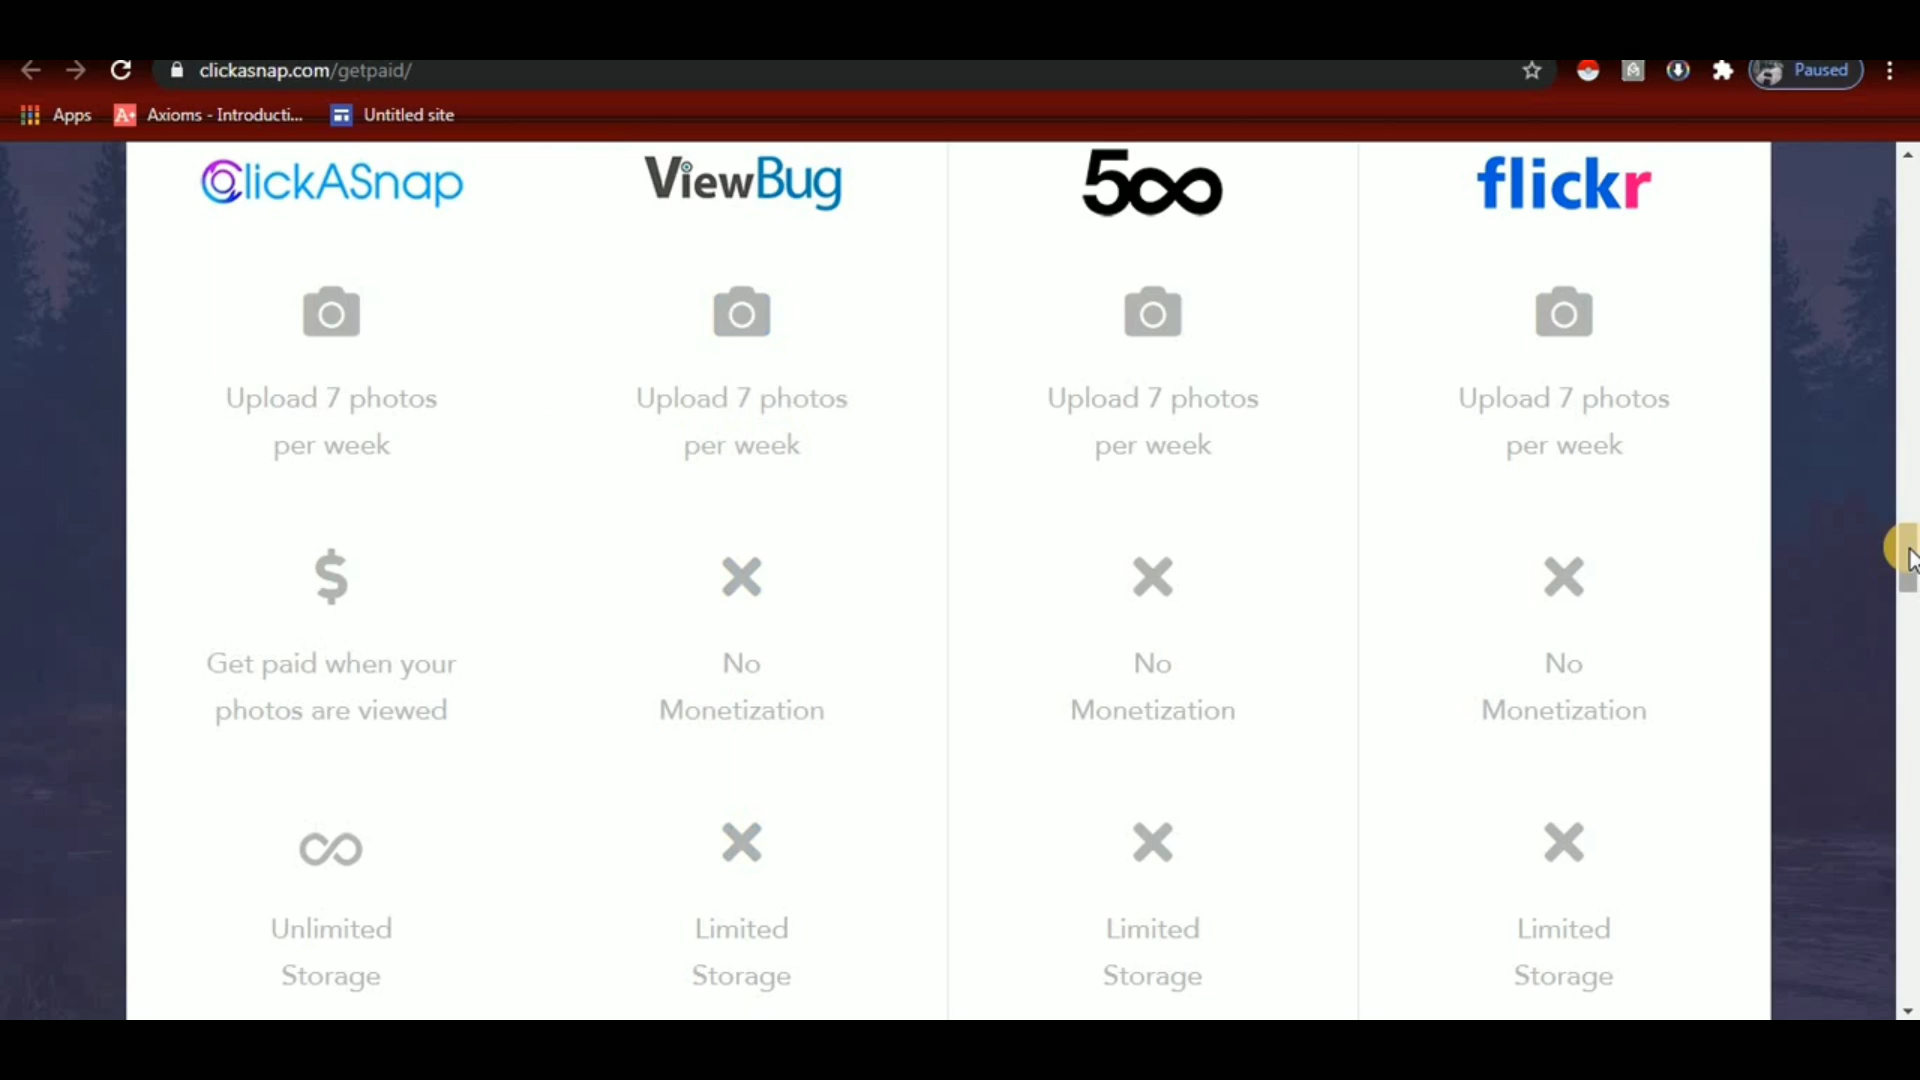 clickasnap.com/getpaid/
Paused
Apps
Axioms - Introducti...
Untitled site
ClickASnap
ViewBug
500
flickr
Upload 7 photos
per week
Upload 7 photos
per week
Upload 7 photos
per week
Upload 7 photos
per week
Get paid when your
photos are viewed
No
Monetization
No
Monetization
No
Monetization
Unlimited
Storage
Limited
Storage
Limited
Storage
Limited
Storage